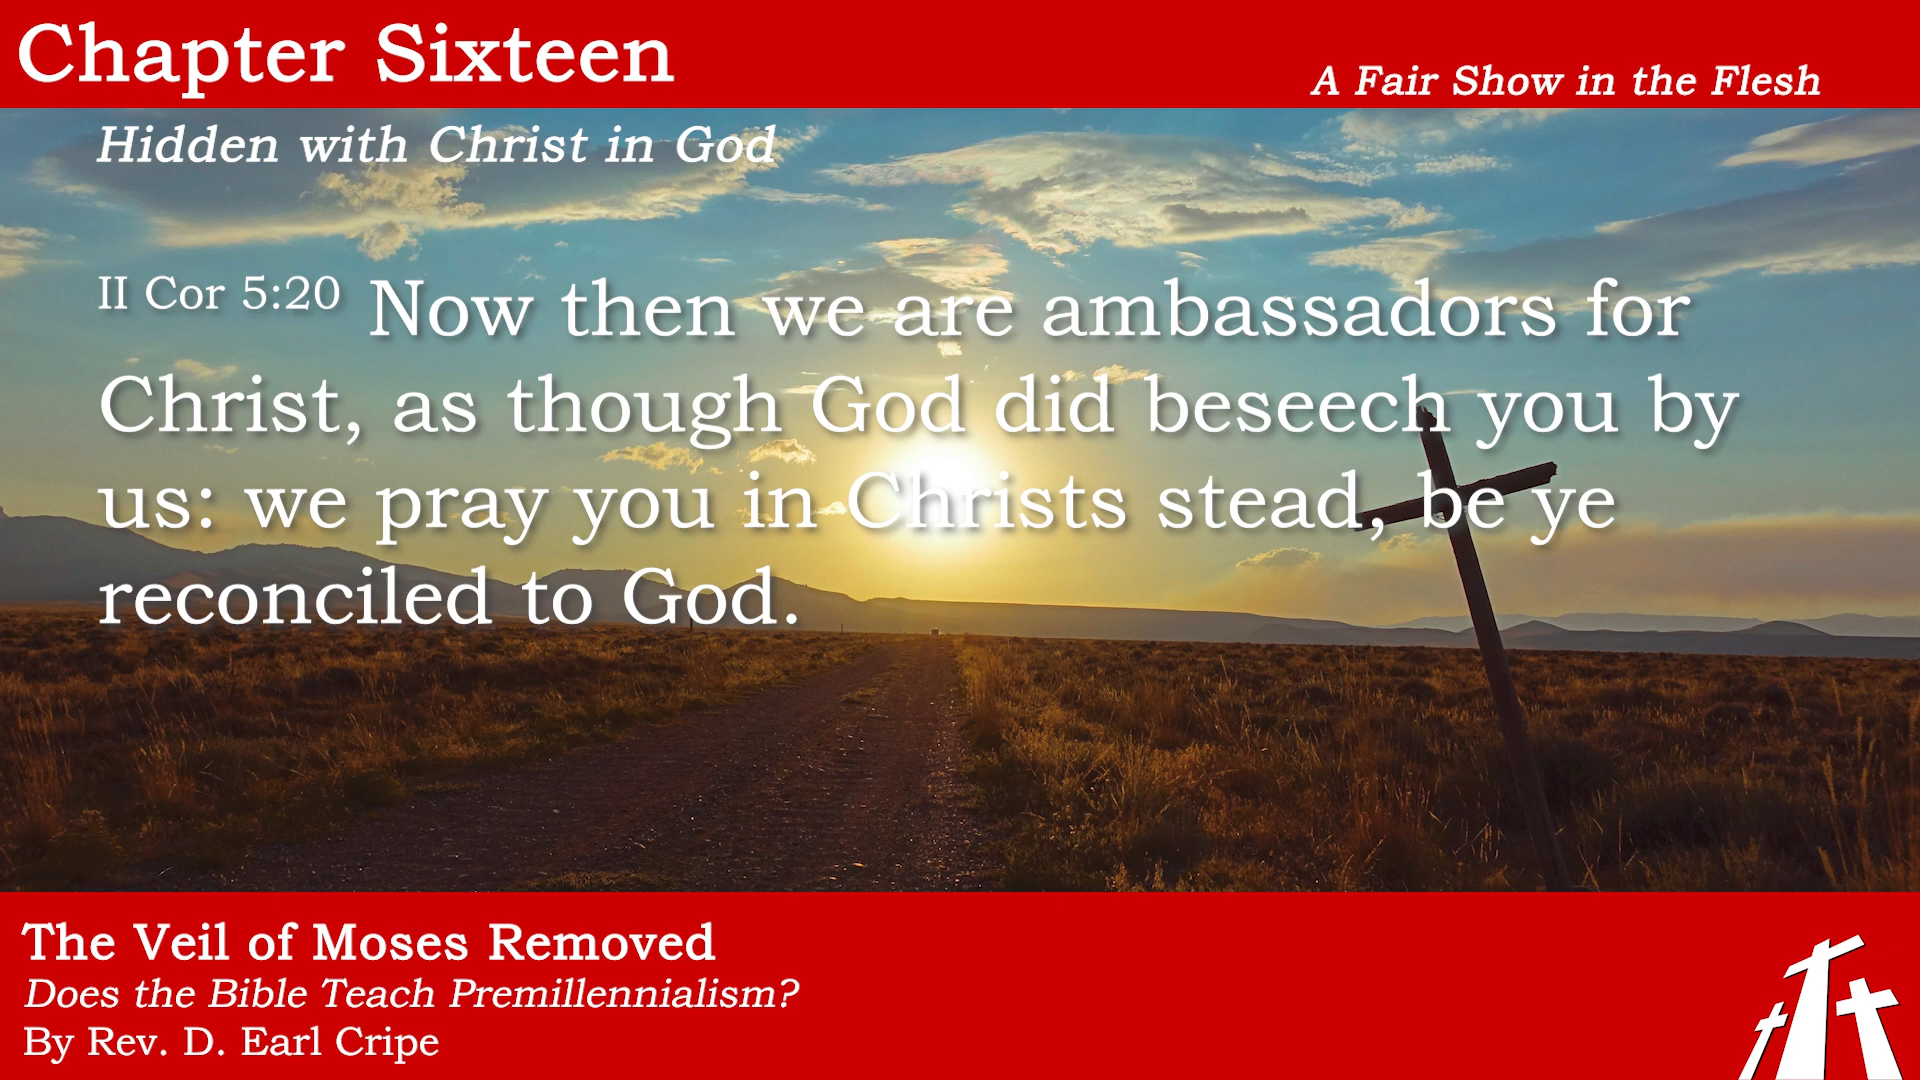 Chapter Sixteen
A Fair Show in the Flesh
Hidden with Christ in God
II Cor 5:20 Now then we are ambassadors for
Christ, as though God did beseech you by
us: we pray you in Christs stead, be ye
reconciled to God.
The Veil of Moses Removed
Does the Bible Teach Premillennialism?
By Rev. D. Earl Cripe